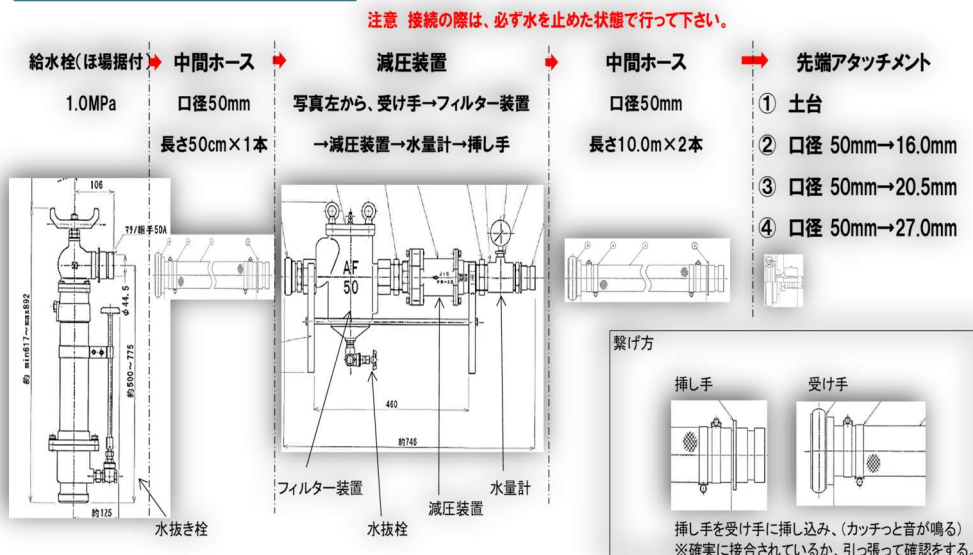 注意 接続の際は、必ず水を止めた状態で行って下さい。
給水栓(ほ場据付)
1.0MPa
中間ホース
口径50mm
長さ50cm×1本
減圧装置
写真左から、受け手→フィルター装置
→減圧装置→水量計→挿し手
中間ホース
口径50mm
長さ10.0m×2本
先端アタッチメント
① 土台
② 口径 50mm→16.0mm
③ 口径 50mm→20.5mm
④ 口径 50mm→27.0mm
106
マチノ継手50A
φ44.5
約 min617~max892
約500~775
約125
水抜き栓
AF
50
460
約745
フィルター装置
水抜栓
減圧装置
水量計
繋げ方
挿し手
受け手
挿し手を受け手に挿し込み、(カッチっと音が鳴る)
※確実に接合されているか、引っ張って確認をする。